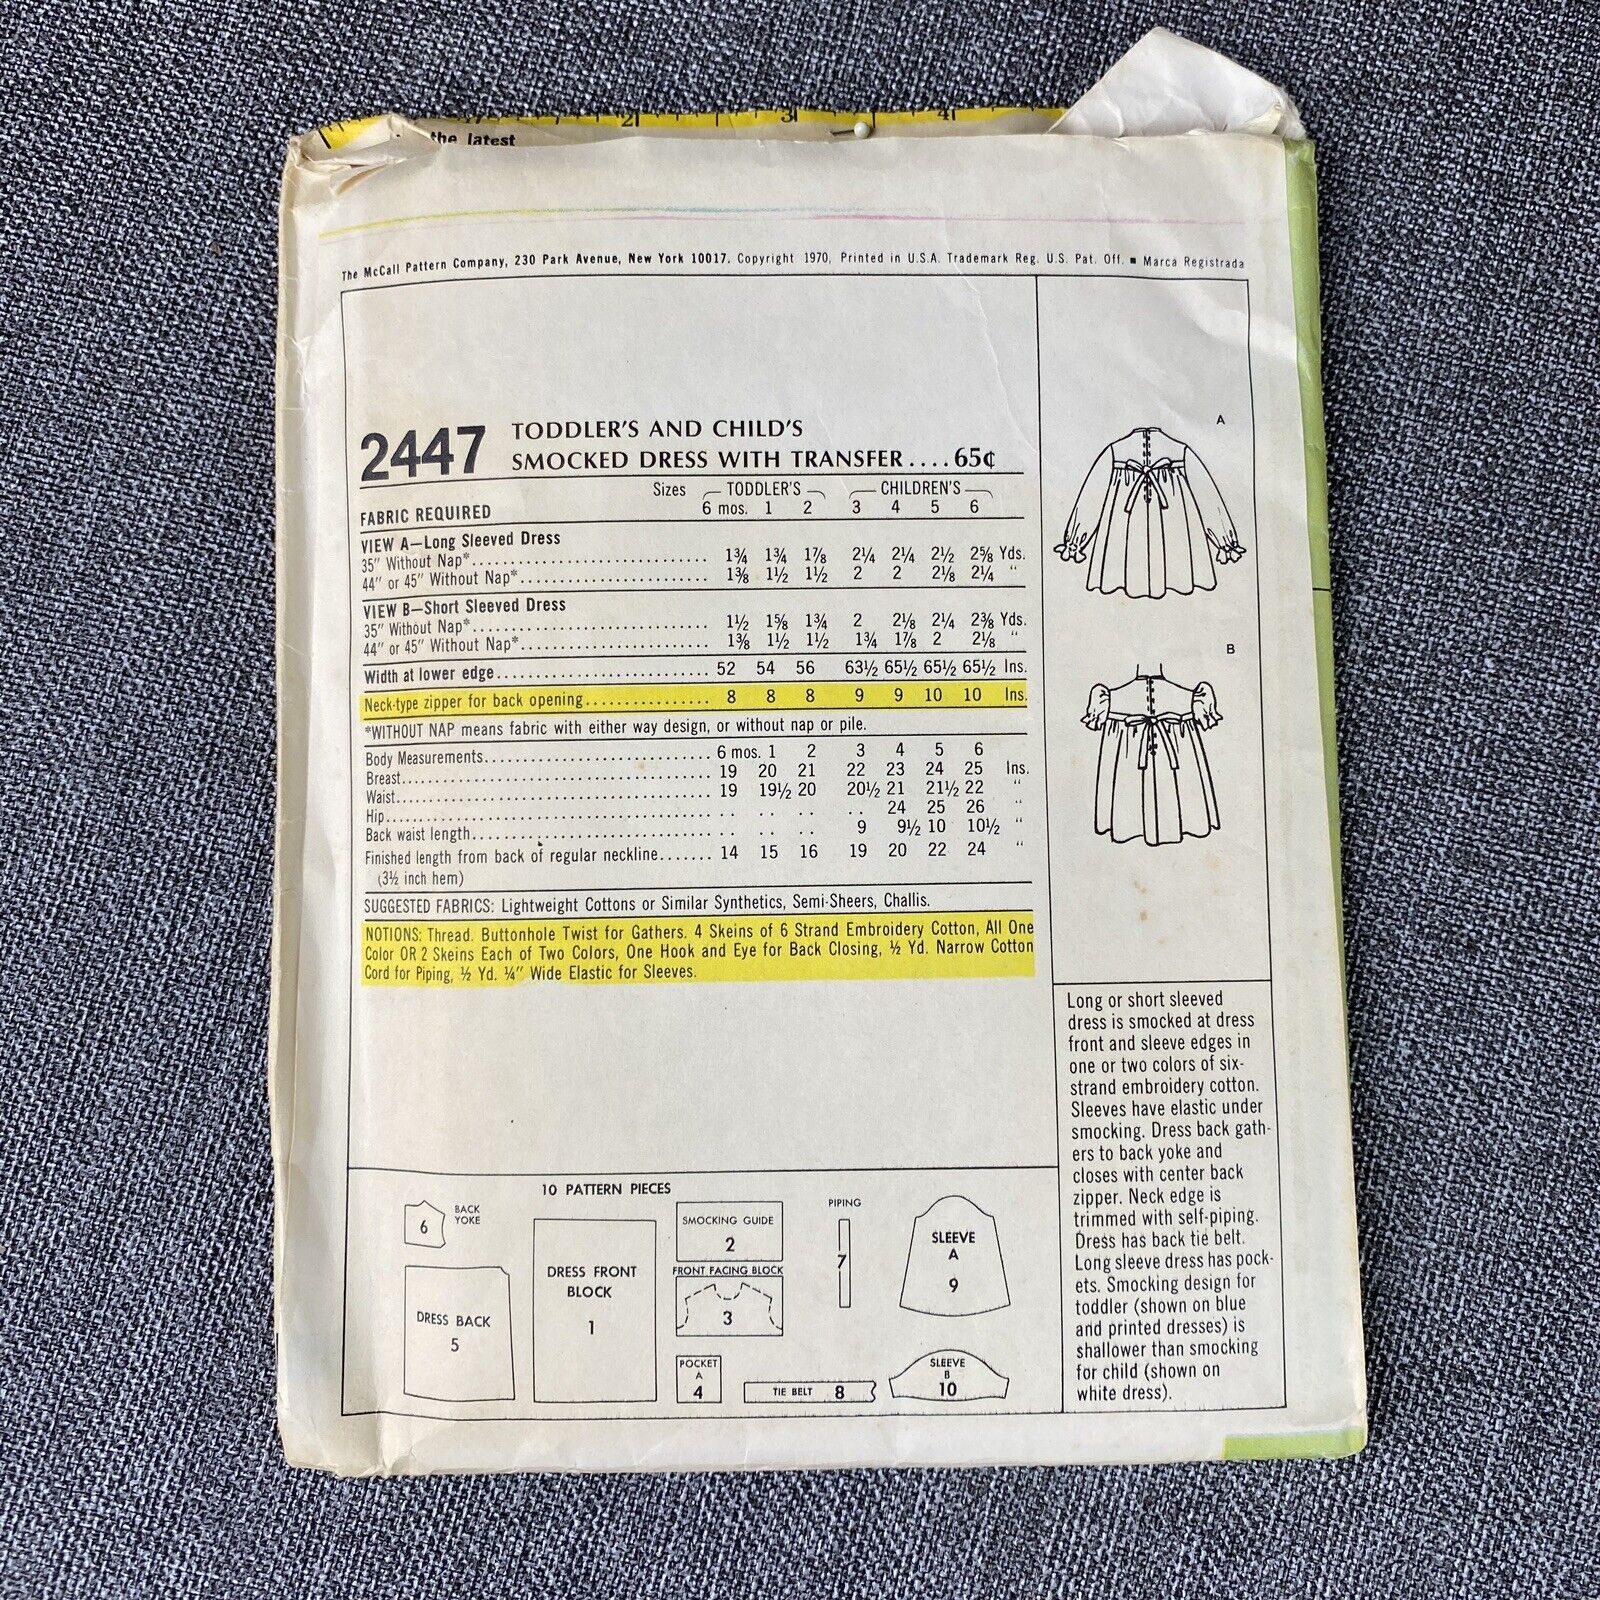 2 3 4
the latest
The McCall Pattern Company, 230 Park Avenue, New York 10017. Copyright 1970, Printed in U.S.A. Trademark Reg. U.S. Pat. Off. ■ Marca Registrada
2447 TODDLER'S AND CHILD'S
SMOCKED DRESS WITH TRANSFER.... 65¢
Sizes TODDLER'S CHILDREN'S
FABRIC REQUIRED 6 mos. 1 2 3 4 5 6
VIEW A—Long Sleeved Dress
35" Without Nap* 1¾ 1¾ 1⅞ 2¼ 2¼ 2½ 2⅝ Yds.
44" or 45" Without Nap* 1⅜ 1½ 1½ 2 2 2⅛ 2¼ "
VIEW B—Short Sleeved Dress
35" Without Nap* 1½ 1⅝ 1¾ 2 2⅛ 2¼ 2⅜ Yds.
44" or 45" Without Nap* 1⅜ 1½ 1½ 1¾ 1⅞ 2 2⅛ "
Width at lower edge 52 54 56 63½ 65½ 65½ 65½ Ins.
Neck-type zipper for back opening 8 8 8 9 9 10 10 Ins.
*WITHOUT NAP means fabric with either way design, or without nap or pile.
Body Measurements 6 mos. 1 2 3 4 5 6
Breast 19 20 21 22 23 24 25 Ins.
Waist 19 19½ 20 20½ 21 21½ 22 "
Hip .. .. .. .. 24 25 26 "
Back waist length .. .. .. 9 9½ 10 10½ "
Finished length from back of regular neckline 14 15 16 19 20 22 24 "
(3½ inch hem)
SUGGESTED FABRICS: Lightweight Cottons or Similar Synthetics, Semi-Sheers, Challis.
NOTIONS: Thread. Buttonhole Twist for Gathers. 4 Skeins of 6 Strand Embroidery Cotton, All One
Color OR 2 Skeins Each of Two Colors, One Hook and Eye for Back Closing, ½ Yd. Narrow Cotton
Cord for Piping, ½ Yd. ¼" Wide Elastic for Sleeves.
A
B
Long or short sleeved
dress is smocked at dress
front and sleeve edges in
one or two colors of six-
strand embroidery cotton.
Sleeves have elastic under
smocking. Dress back gath-
ers to back yoke and
closes with center back
zipper. Neck edge is
trimmed with self-piping.
Dress has back tie belt.
Long sleeve dress has pock-
ets. Smocking design for
toddler (shown on blue
and printed dresses) is
shallower than smocking
for child (shown on
white dress).
10 PATTERN PIECES
6
BACK
YOKE
DRESS BACK
5
DRESS FRONT
BLOCK
1
SMOCKING GUIDE
2
FRONT FACING BLOCK
3
POCKET
A
4
PIPING
7
TIE BELT 8
SLEEVE
A
9
SLEEVE
B
10